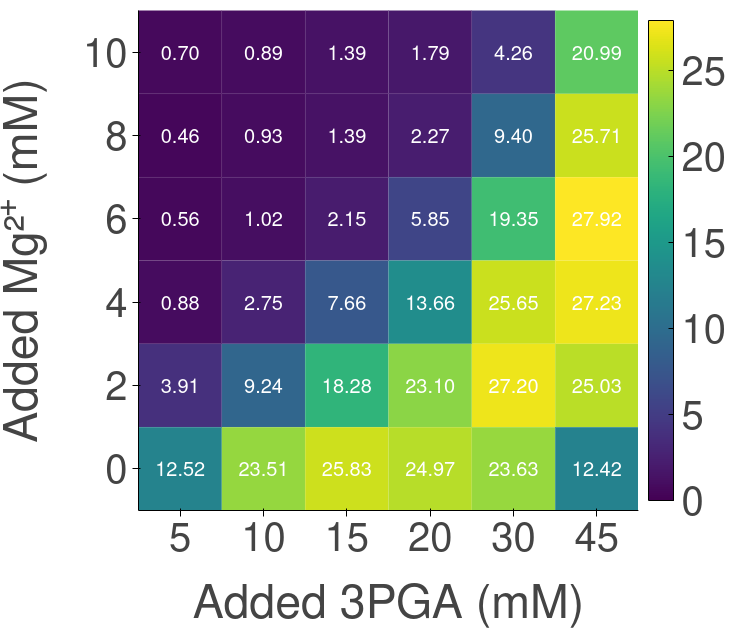 10 0.70 0.89 1.39 1.79 4.26 20.99
8 0.46 0.93 1.39 2.27 9.40 25.71
6 0.56 1.02 2.15 5.85 19.35 27.92
4 0.88 2.75 7.66 13.66 25.65 27.23
2 3.91 9.24 18.28 23.10 27.20 25.03
0 12.52 23.51 25.83 24.97 23.63 12.42
5 10 15 20 30 45
Added 3PGA (mM)
Added Mg²⁺ (mM)
25
20
15
10
5
0